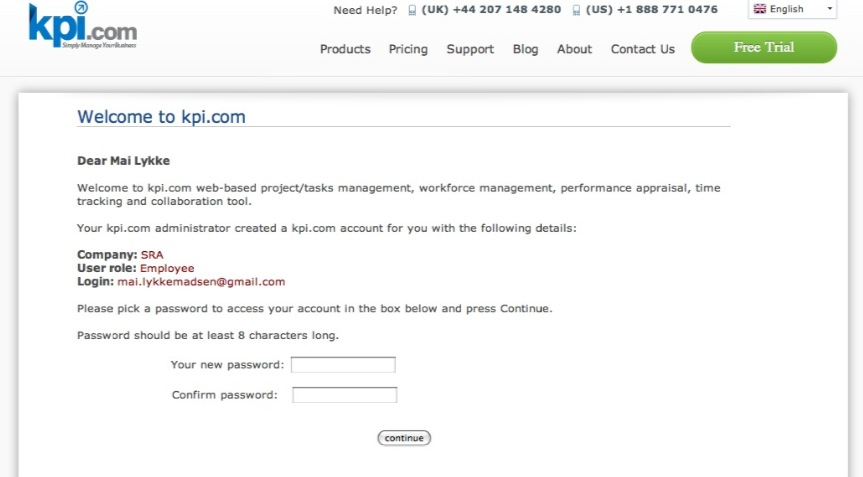 kpi.com
Simply Manage Your Business
Need Help? (UK) +44 207 148 4280 (US) +1 888 771 0476
English
Products Pricing Support Blog About Contact Us Free Trial
Welcome to kpi.com
Dear Mai Lykke
Welcome to kpi.com web-based project/tasks management, workforce management, performance appraisal, time
tracking and collaboration tool.
Your kpi.com administrator created a kpi.com account for you with the following details:
Company: SRA
User role: Employee
Login: mai.lykkemadsen@gmail.com
Please pick a password to access your account in the box below and press Continue.
Password should be at least 8 characters long.
Your new password:
Confirm password:
continue